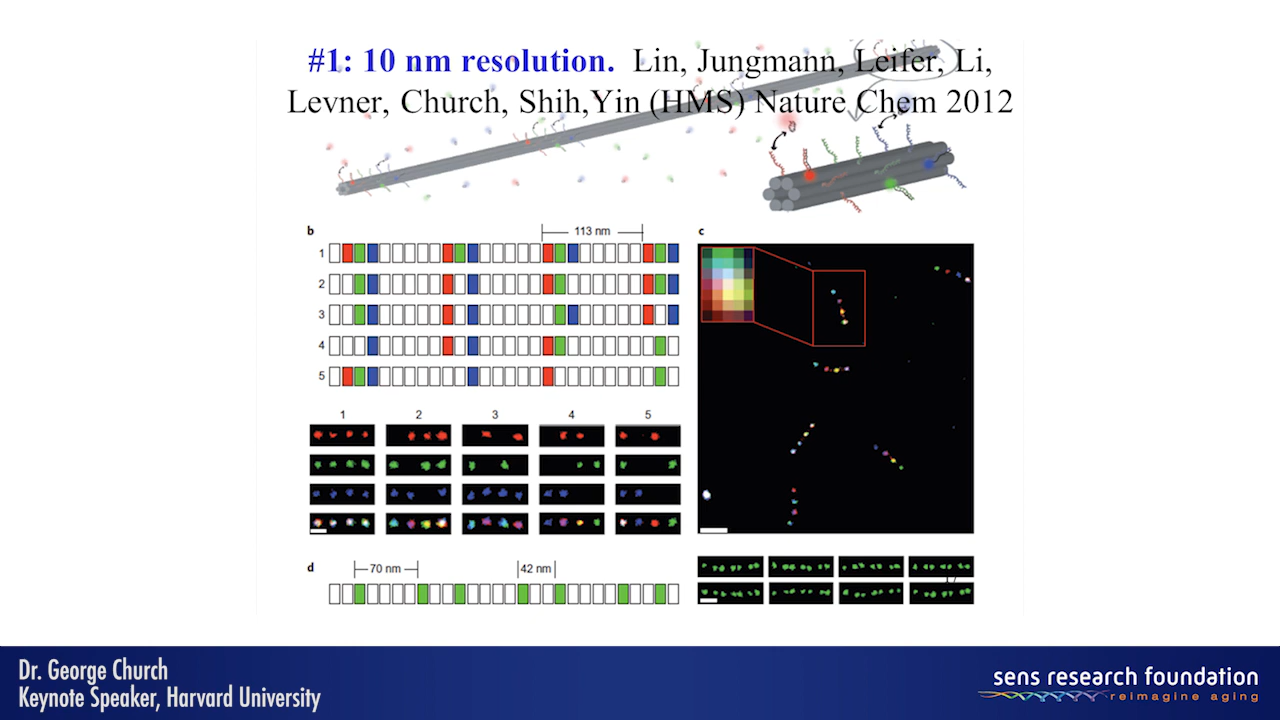 #1: 10 nm resolution. Lin, Jungmann, Leifer, Li,
Levner, Church, Shih,Yin (HMS) Nature Chem 2012
b
113 nm
c
1
2
3
4
5
1 2 3 4 5
d
70 nm
42 nm
17
Dr. George Church
Keynote Speaker, Harvard University
sens research foundation
reimagine aging